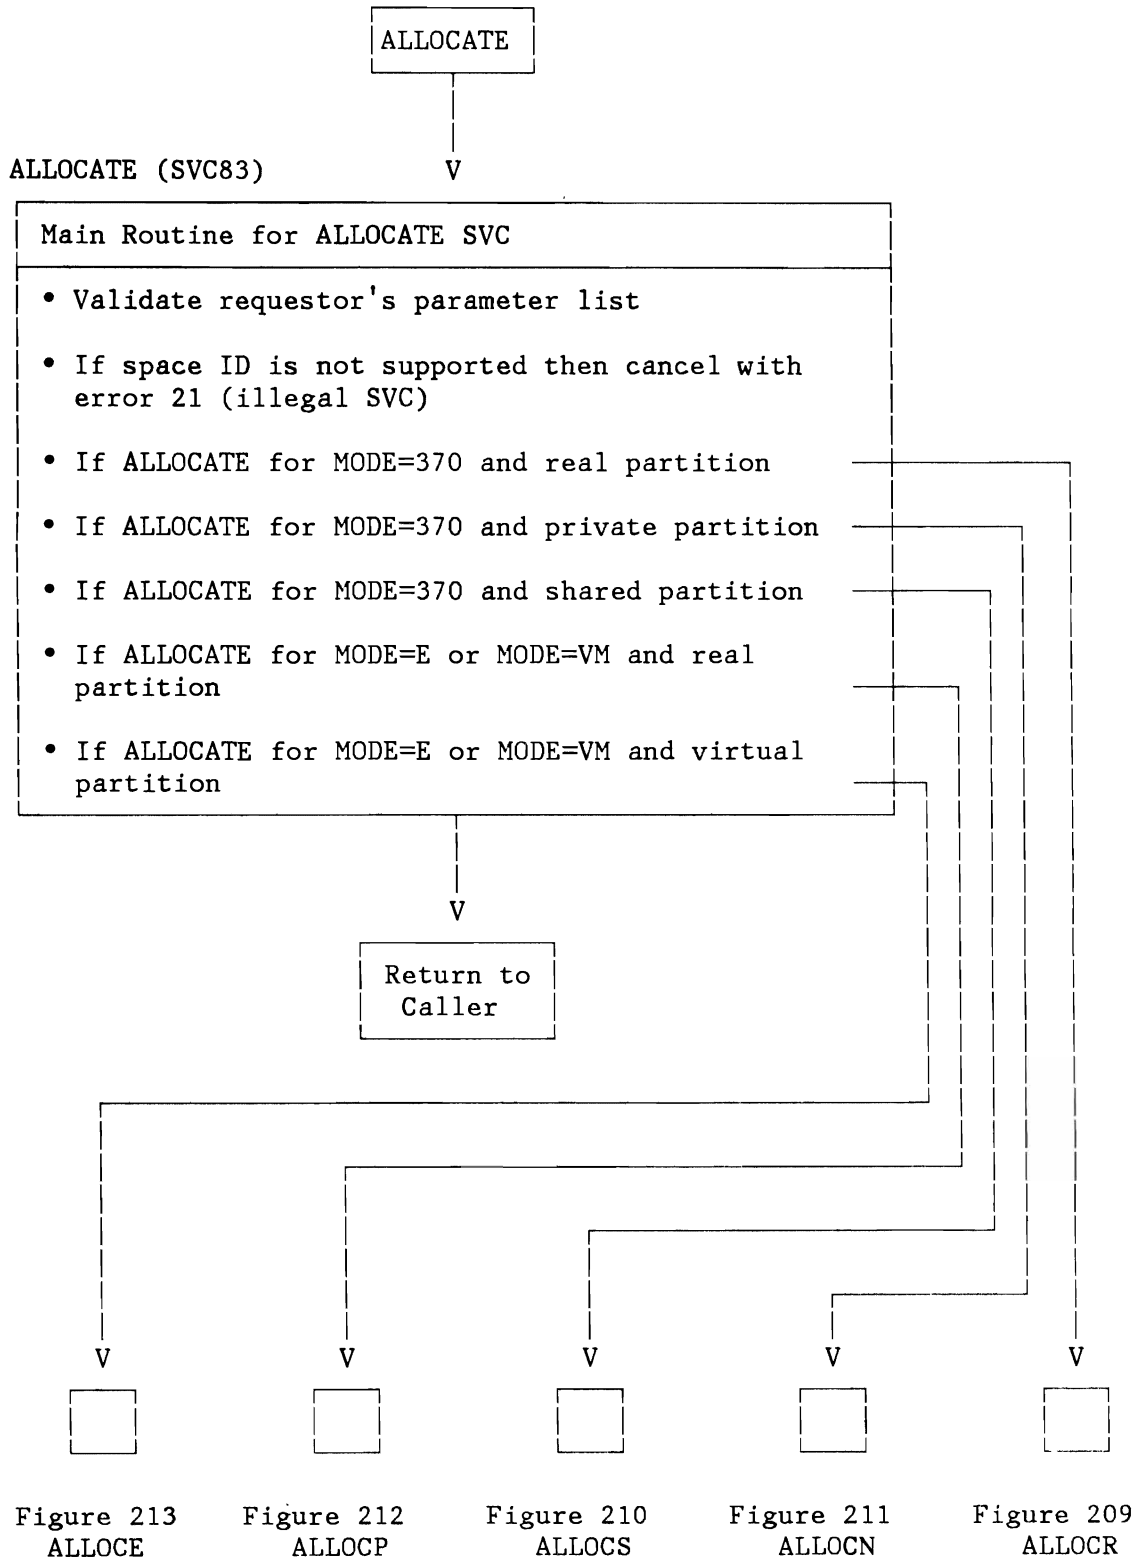 ALLOCATE
ALLOCATE (SVC83)
V
Main Routine for ALLOCATE SVC
• Validate requestor's parameter list
• If space ID is not supported then cancel with
error 21 (illegal SVC)
• If ALLOCATE for MODE=370 and real partition
• If ALLOCATE for MODE=370 and private partition
• If ALLOCATE for MODE=370 and shared partition
• If ALLOCATE for MODE=E or MODE=VM and real
partition
• If ALLOCATE for MODE=E or MODE=VM and virtual
partition
V
Return to
Caller
V V V V V
Figure 213 Figure 212 Figure 210 Figure 211 Figure 209
ALLOCE ALLOCP ALLOCS ALLOCN ALLOCR